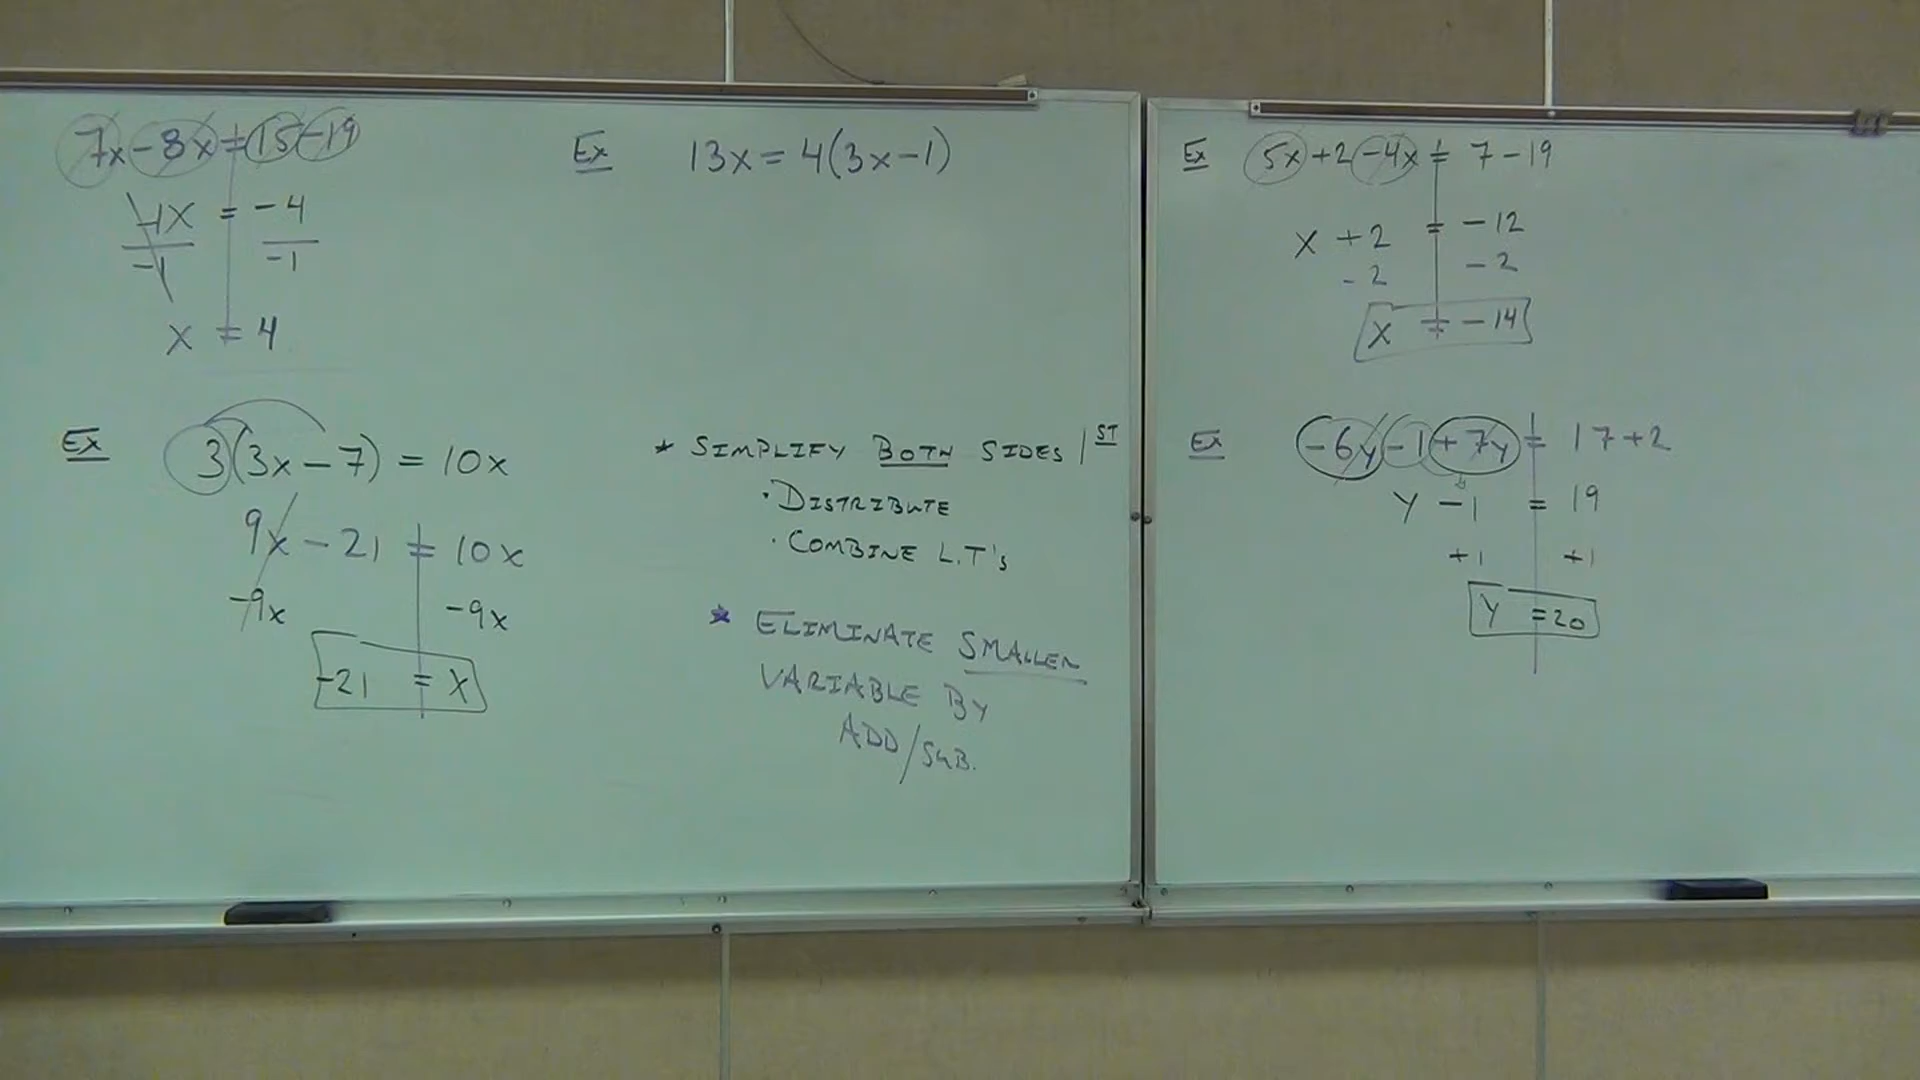 7x-8x=15-19
-1x = -4
-1 -1
x = 4
Ex 3(3x-7) = 10x
9x - 21 = 10x
-9x -9x
-21 = x
Ex 13x = 4(3x-1)
* SIMPLIFY BOTH SIDES 1ST
· DISTRIBUTE
· COMBINE L.T's
* ELIMINATE SMALLER
VARIABLE BY
ADD/SUB.
Ex 5x+2-4x = 7-19
x +2 = -12
-2 -2
x = -14
Ex -6y-1+7y = 17+2
y -1 = 19
+1 +1
y = 20